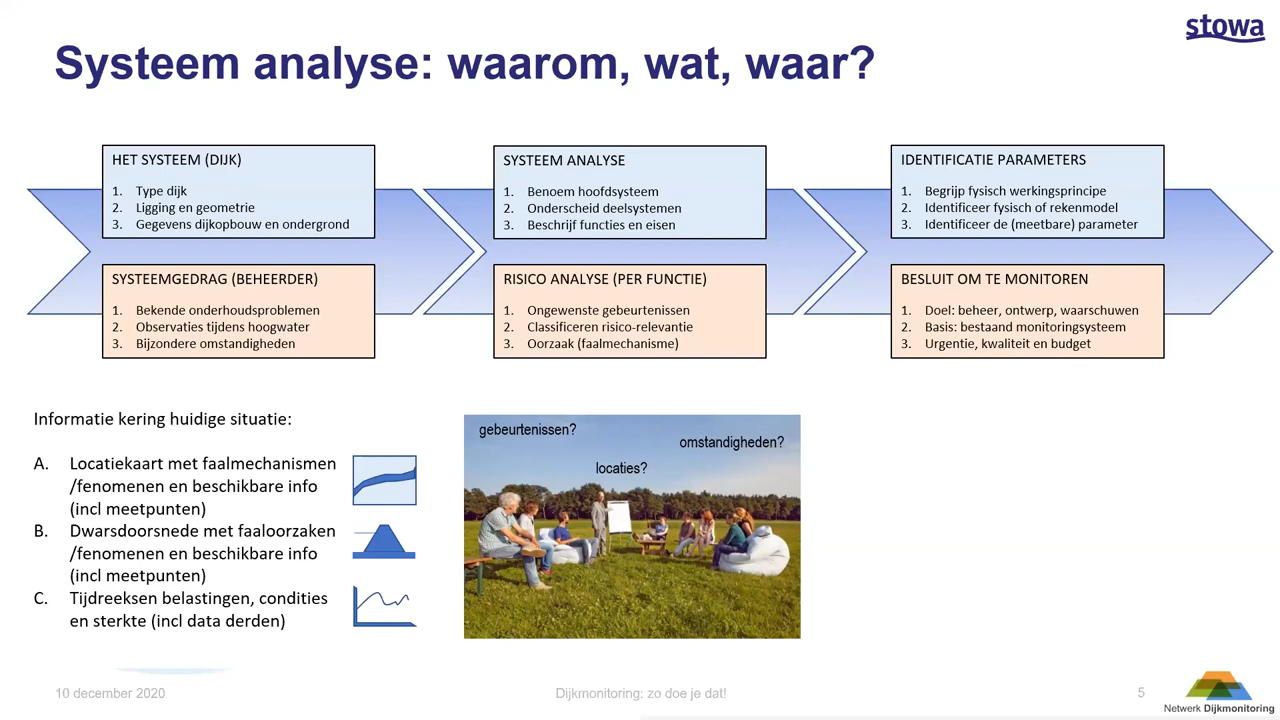 stowa
Systeem analyse: waarom, wat, waar?
HET SYSTEEM (DIJK)
1. Type dijk
2. Ligging en geometrie
3. Gegevens dijkopbouw en ondergrond
SYSTEEMGEDRAG (BEHEERDER)
1. Bekende onderhoudsproblemen
2. Observaties tijdens hoogwater
3. Bijzondere omstandigheden
SYSTEEM ANALYSE
1. Benoem hoofdsysteem
2. Onderscheid deelsystemen
3. Beschrijf functies en eisen
RISICO ANALYSE (PER FUNCTIE)
1. Ongewenste gebeurtenissen
2. Classificeren risico-relevantie
3. Oorzaak (faalmechanisme)
IDENTIFICATIE PARAMETERS
1. Begrijp fysisch werkingsprincipe
2. Identificeer fysisch of rekenmodel
3. Identificeer de (meetbare) parameter
BESLUIT OM TE MONITOREN
1. Doel: beheer, ontwerp, waarschuwen
2. Basis: bestaand monitoringsysteem
3. Urgentie, kwaliteit en budget
Informatie kering huidige situatie:
A. Locatiekaart met faalmechanismen
/fenomenen en beschikbare info
(incl meetpunten)
B. Dwarsdoorsnede met faaloorzaken
/fenomenen en beschikbare info
(incl meetpunten)
C. Tijdreeksen belastingen, condities
en sterkte (incl data derden)
gebeurtenissen?
omstandigheden?
locaties?
10 december 2020
Dijkmonitoring: zo doe je dat!
5
Netwerk Dijkmonitoring